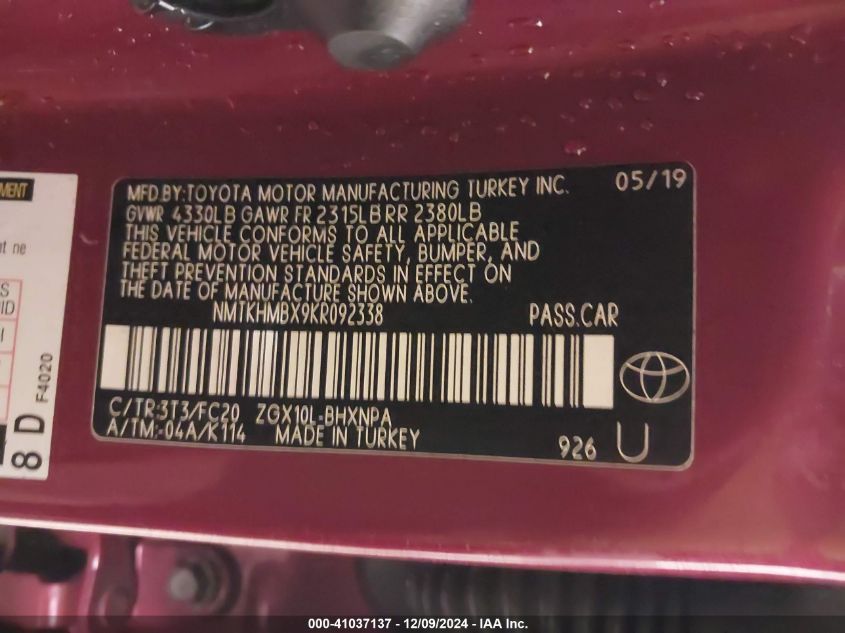 MFD.BY:TOYOTA MOTOR MANUFACTURING TURKEY INC. 05/19
GVWR 4330LB GAWR FR 2315LB RR 2380LB
THIS VEHICLE CONFORMS TO ALL APPLICABLE
FEDERAL MOTOR VEHICLE SAFETY, BUMPER, AND
THEFT PREVENTION STANDARDS IN EFFECT ON
THE DATE OF MANUFACTURE SHOWN ABOVE.
NMTKHMBX9KR092338 PASS.CAR
C/TR:3T3/FC20 ZGX10L-BHXNPA
A/TM:-04A/K114 MADE IN TURKEY
926 U
8 D F4020
000-41037137 - 12/09/2024 - IAA Inc.